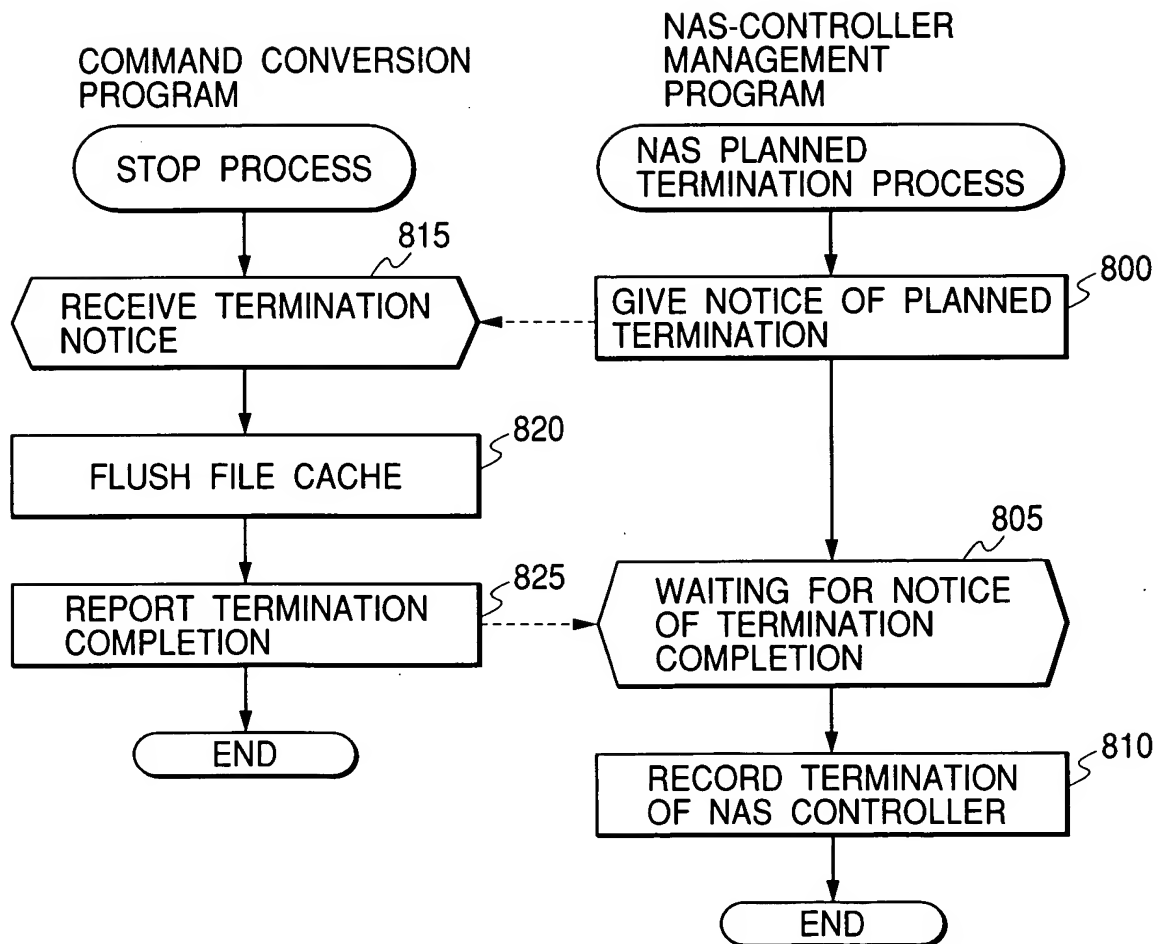 COMMAND CONVERSION
PROGRAM
STOP PROCESS
815
RECEIVE TERMINATION
NOTICE
820
FLUSH FILE CACHE
825
REPORT TERMINATION
COMPLETION
END
NAS-CONTROLLER
MANAGEMENT
PROGRAM
NAS PLANNED
TERMINATION PROCESS
800
GIVE NOTICE OF PLANNED
TERMINATION
805
WAITING FOR NOTICE
OF TERMINATION
COMPLETION
810
RECORD TERMINATION
OF NAS CONTROLLER
END